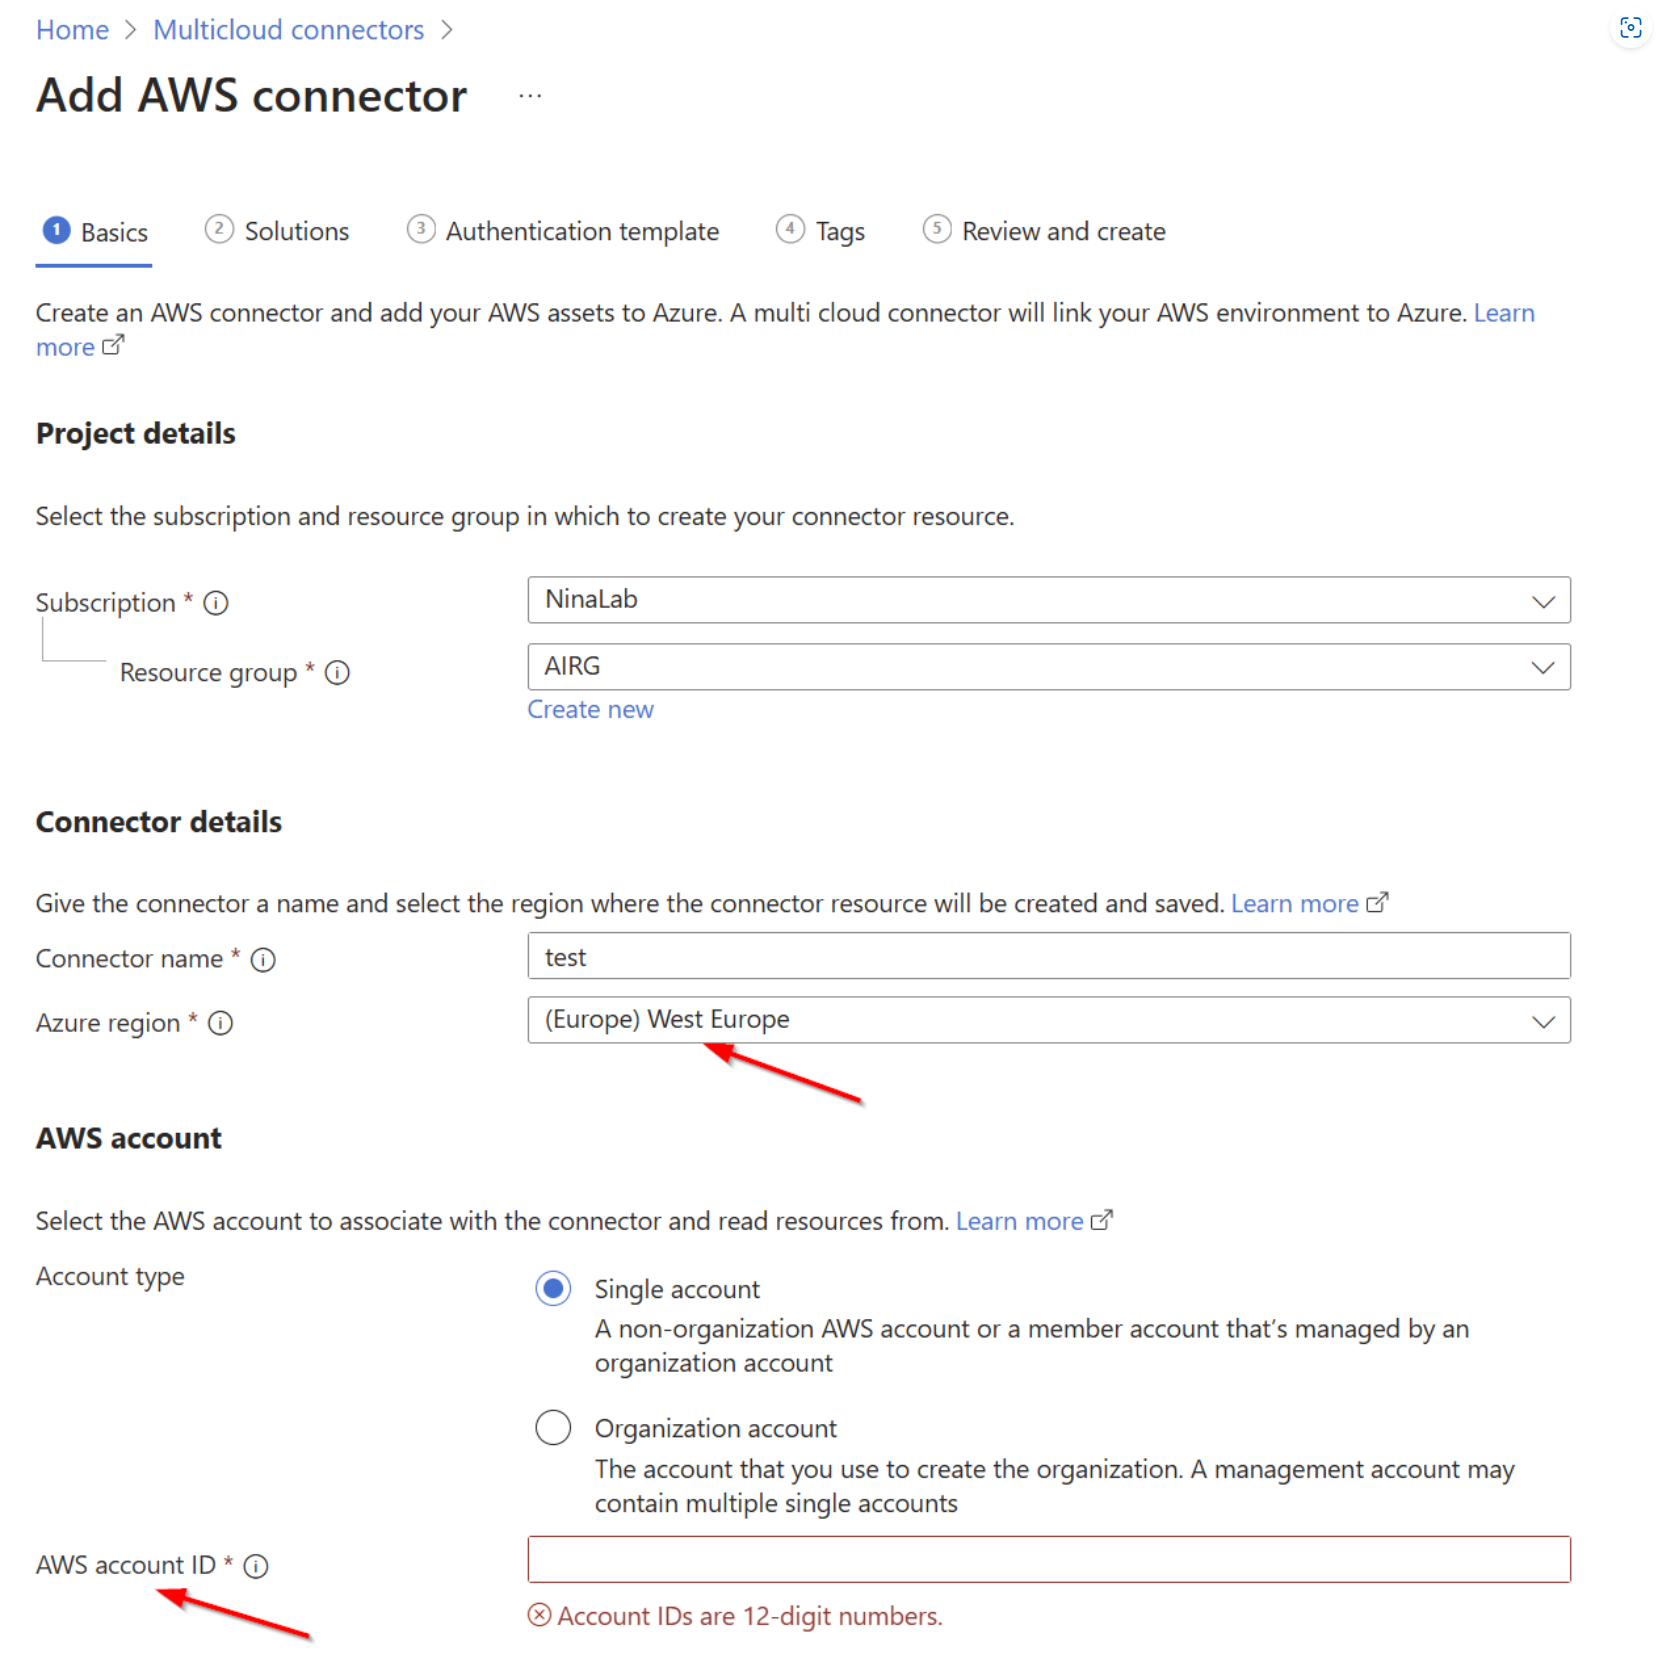 Home > Multicloud connectors >
Add AWS connector ...
1 Basics 2 Solutions 3 Authentication template 4 Tags 5 Review and create
Create an AWS connector and add your AWS assets to Azure. A multi cloud connector will link your AWS environment to Azure. Learn
more
Project details
Select the subscription and resource group in which to create your connector resource.
Subscription * NinaLab
Resource group * AIRG
Create new
Connector details
Give the connector a name and select the region where the connector resource will be created and saved. Learn more
Connector name * test
Azure region * (Europe) West Europe
AWS account
Select the AWS account to associate with the connector and read resources from. Learn more
Account type
Single account
A non-organization AWS account or a member account that's managed by an
organization account
Organization account
The account that you use to create the organization. A management account may
contain multiple single accounts
AWS account ID *
Account IDs are 12-digit numbers.